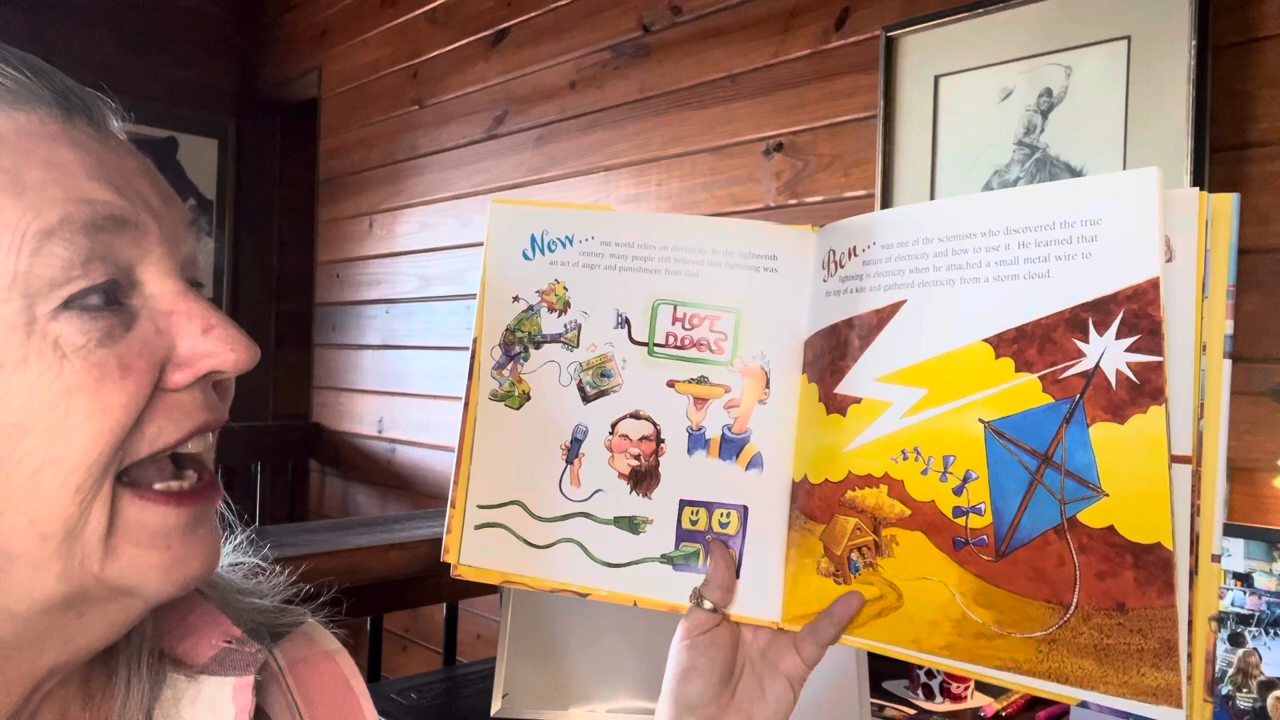 Now... our world relies on electricity. In the eighteenth
century, many people still believed that lightning was
an act of anger and punishment from God.
HOT
DOGS
Ben... was one of the scientists who discovered the true
nature of electricity and how to use it. He learned that
lightning is electricity when he attached a small metal wire to
the top of a kite and gathered electricity from a storm cloud.